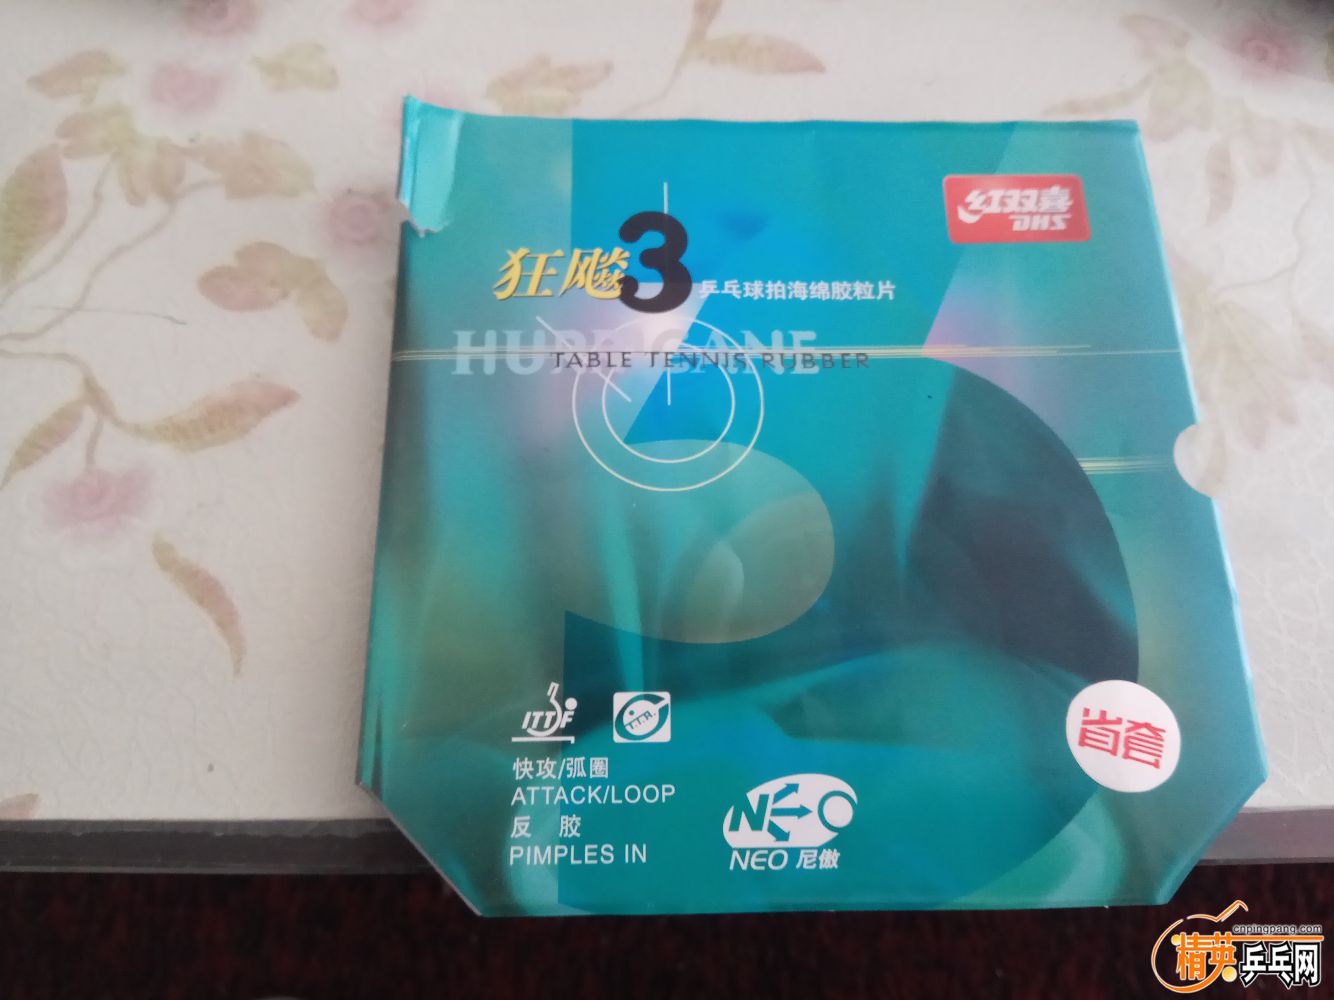 红双喜
DHS
狂飚3
乒乓球拍海绵胶粒片
HURRICANE
TABLE TENNIS RUBBER
省套
ITTF
快攻/弧圈
ATTACK/LOOP
反 胶
PIMPLES IN
NEO
NEO 尼傲
cnpingpang.com
精英乒乓网